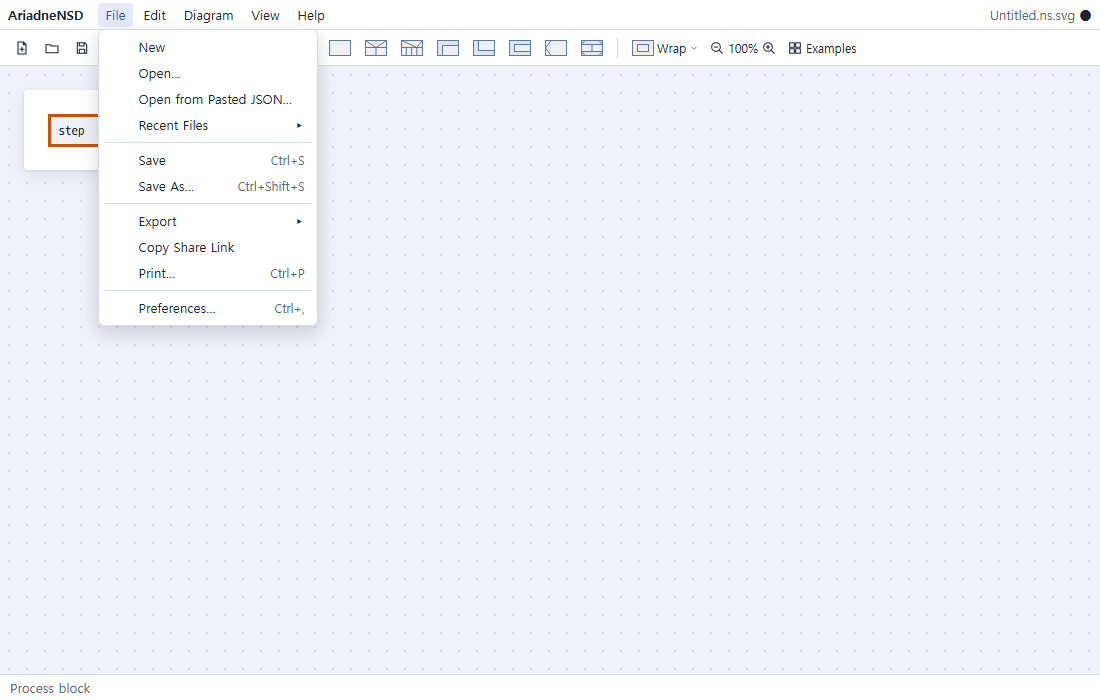 AriadneNSD File Edit Diagram View Help Untitled.ns.svg
Wrap 100% Examples
New
Open...
Open from Pasted JSON...
Recent Files
step
Save Ctrl+S
Save As... Ctrl+Shift+S
Export
Copy Share Link
Print... Ctrl+P
Preferences... Ctrl+,
Process block